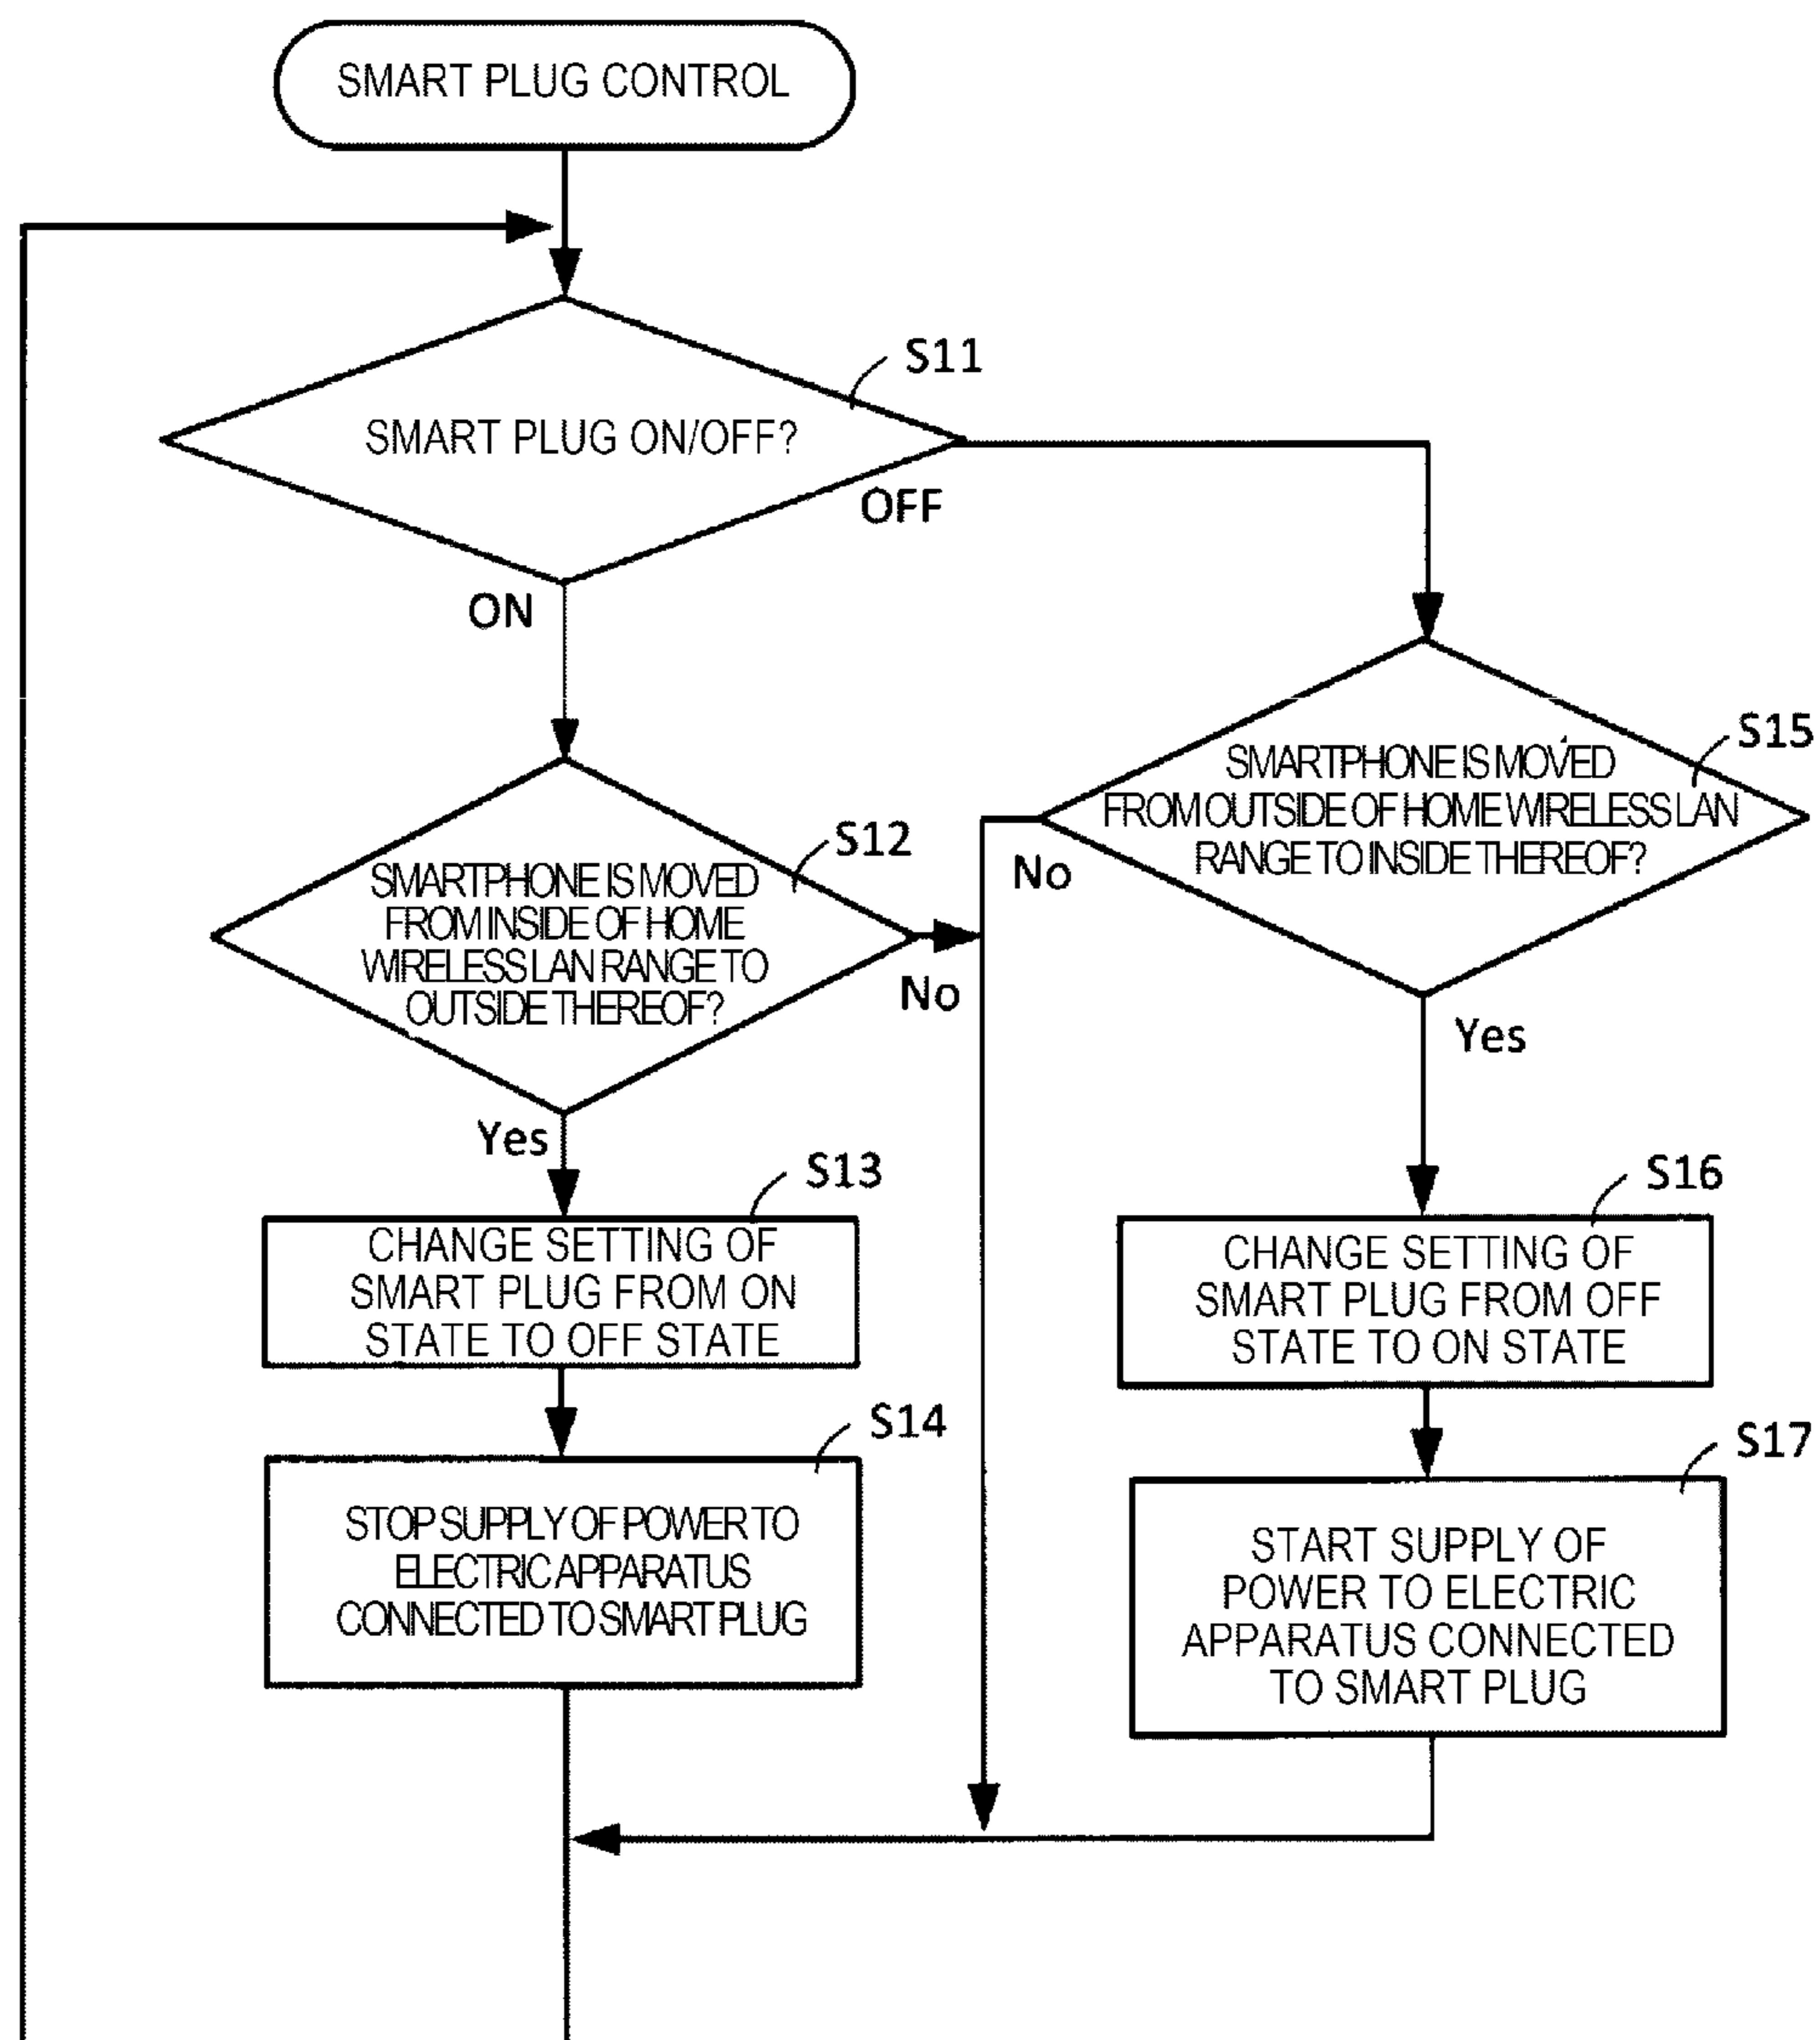 SMART PLUG CONTROL
S11
SMART PLUG ON/OFF?
OFF
ON
S15
SMARTPHONE IS MOVED
FROM OUTSIDE OF HOME WIRELESS LAN
RANGE TO INSIDE THEREOF?
No
Yes
S12
SMARTPHONE IS MOVED
FROM INSIDE OF HOME
WIRELESS LAN RANGE TO
OUTSIDE THEREOF?
No
Yes
S13
CHANGE SETTING OF
SMART PLUG FROM ON
STATE TO OFF STATE
S16
CHANGE SETTING OF
SMART PLUG FROM OFF
STATE TO ON STATE
S14
STOP SUPPLY OF POWER TO
ELECTRIC APPARATUS
CONNECTED TO SMART PLUG
S17
START SUPPLY OF
POWER TO ELECTRIC
APPARATUS CONNECTED
TO SMART PLUG